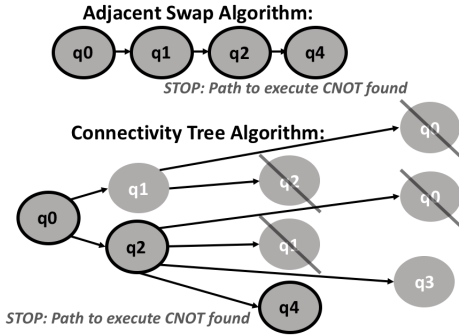 Adjacent Swap Algorithm:
q0 q1 q2 q4
STOP: Path to execute CNOT found
Connectivity Tree Algorithm:
q0
q1 q2
q0
q0
q2 q1
q3
q4
STOP: Path to execute CNOT found